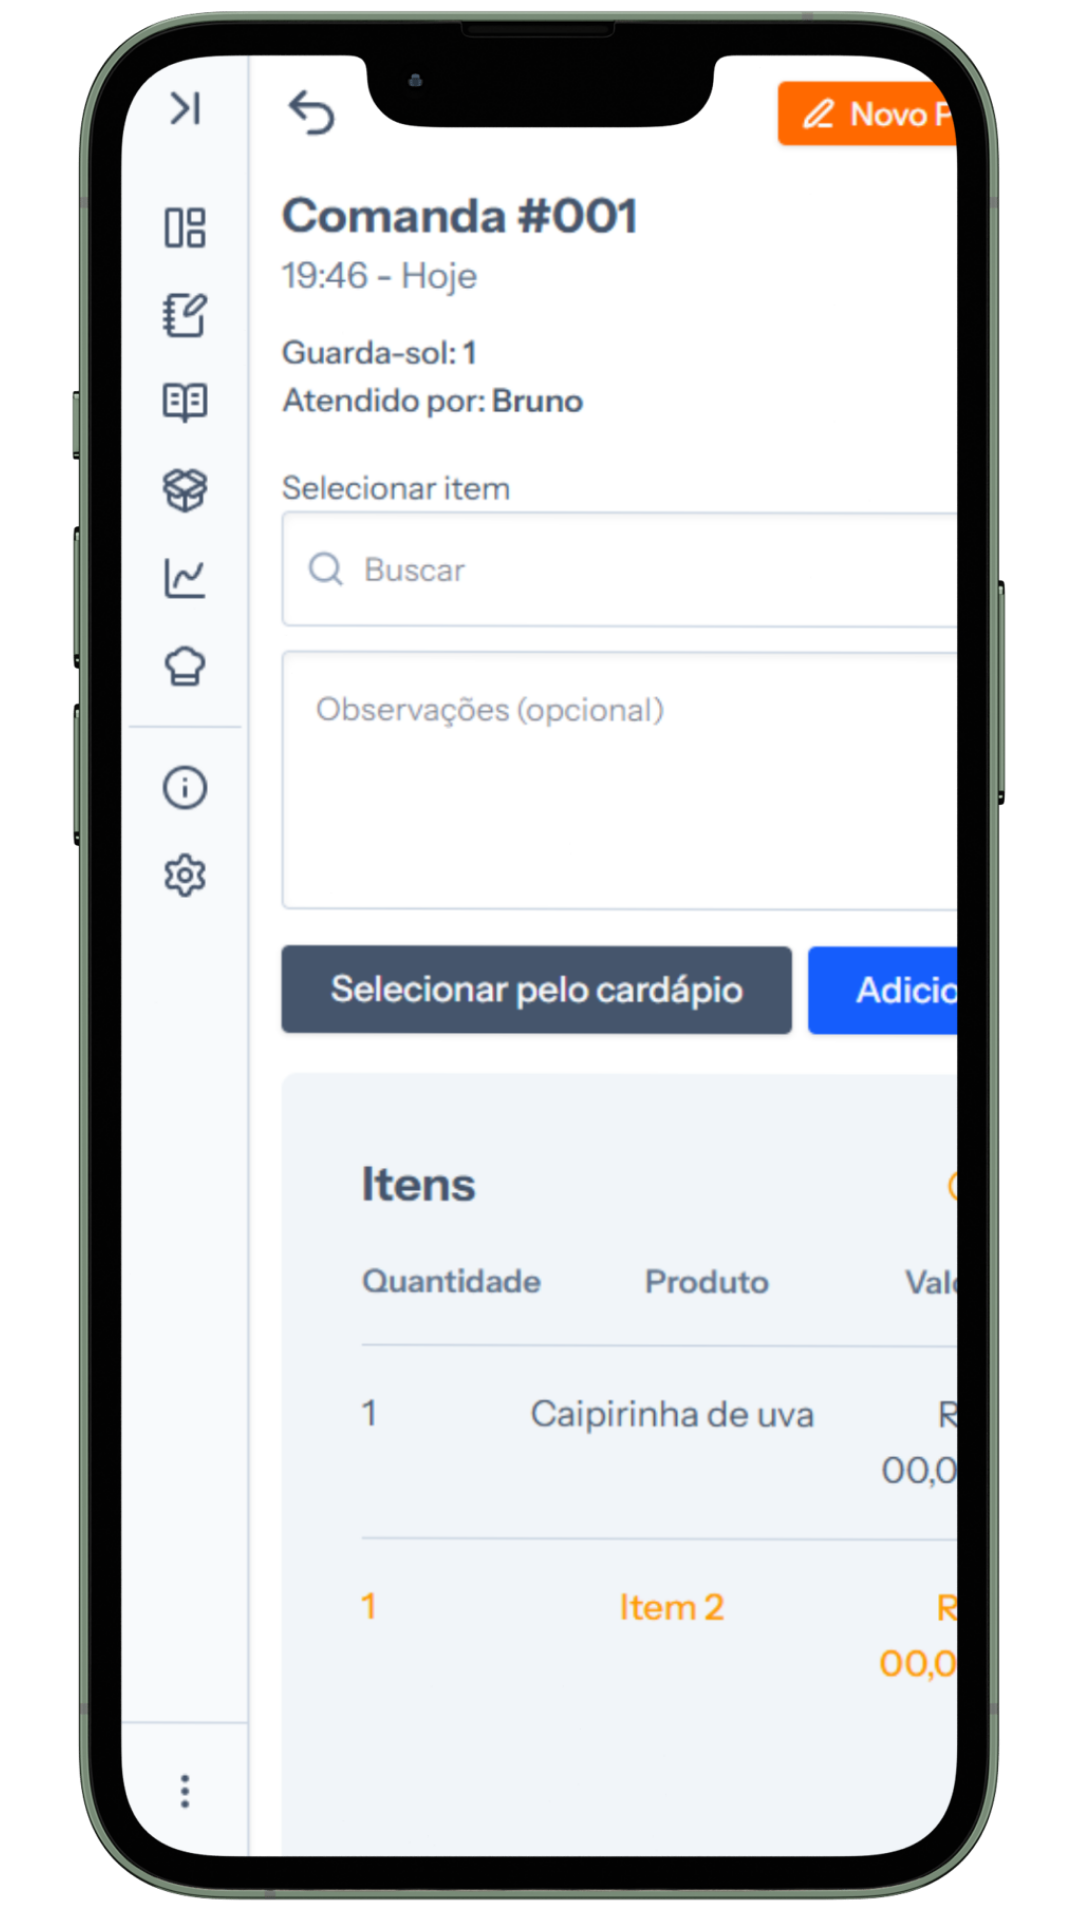 Novo P
Comanda #001
19:46 - Hoje
Guarda-sol: 1
Atendido por: Bruno
Selecionar item
Buscar
Observações (opcional)
Selecionar pelo cardápio
Adicio
Itens
Quantidade Produto Valo
1 Caipirinha de uva R
00,0
1 Item 2 R
00,0